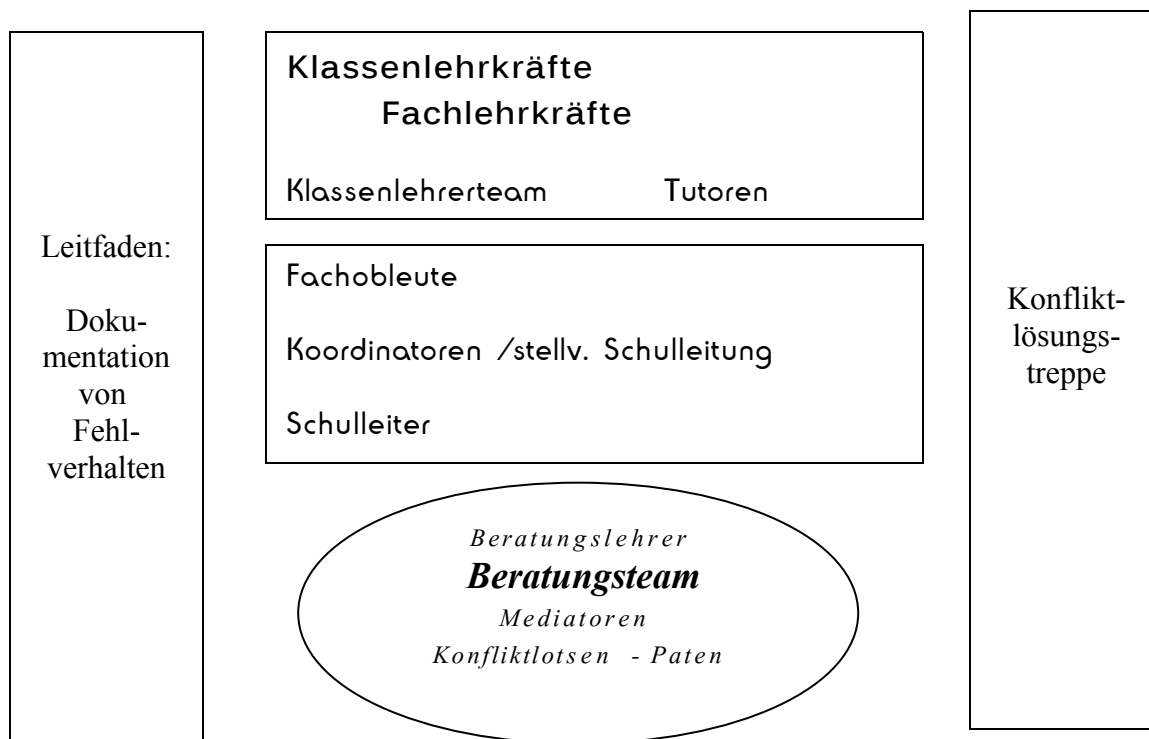 Leitfaden:
Doku-
mentation
von
Fehl-
verhalten
Klassenlehrkräfte
Fachlehrkräfte
Klassenlehrerteam Tutoren
Fachobleute
Koordinatoren /stellv. Schulleitung
Schulleiter
Beratungslehrer
Beratungsteam
Mediatoren
Konfliktlotsen - Paten
Konflikt-
lösungs-
treppe